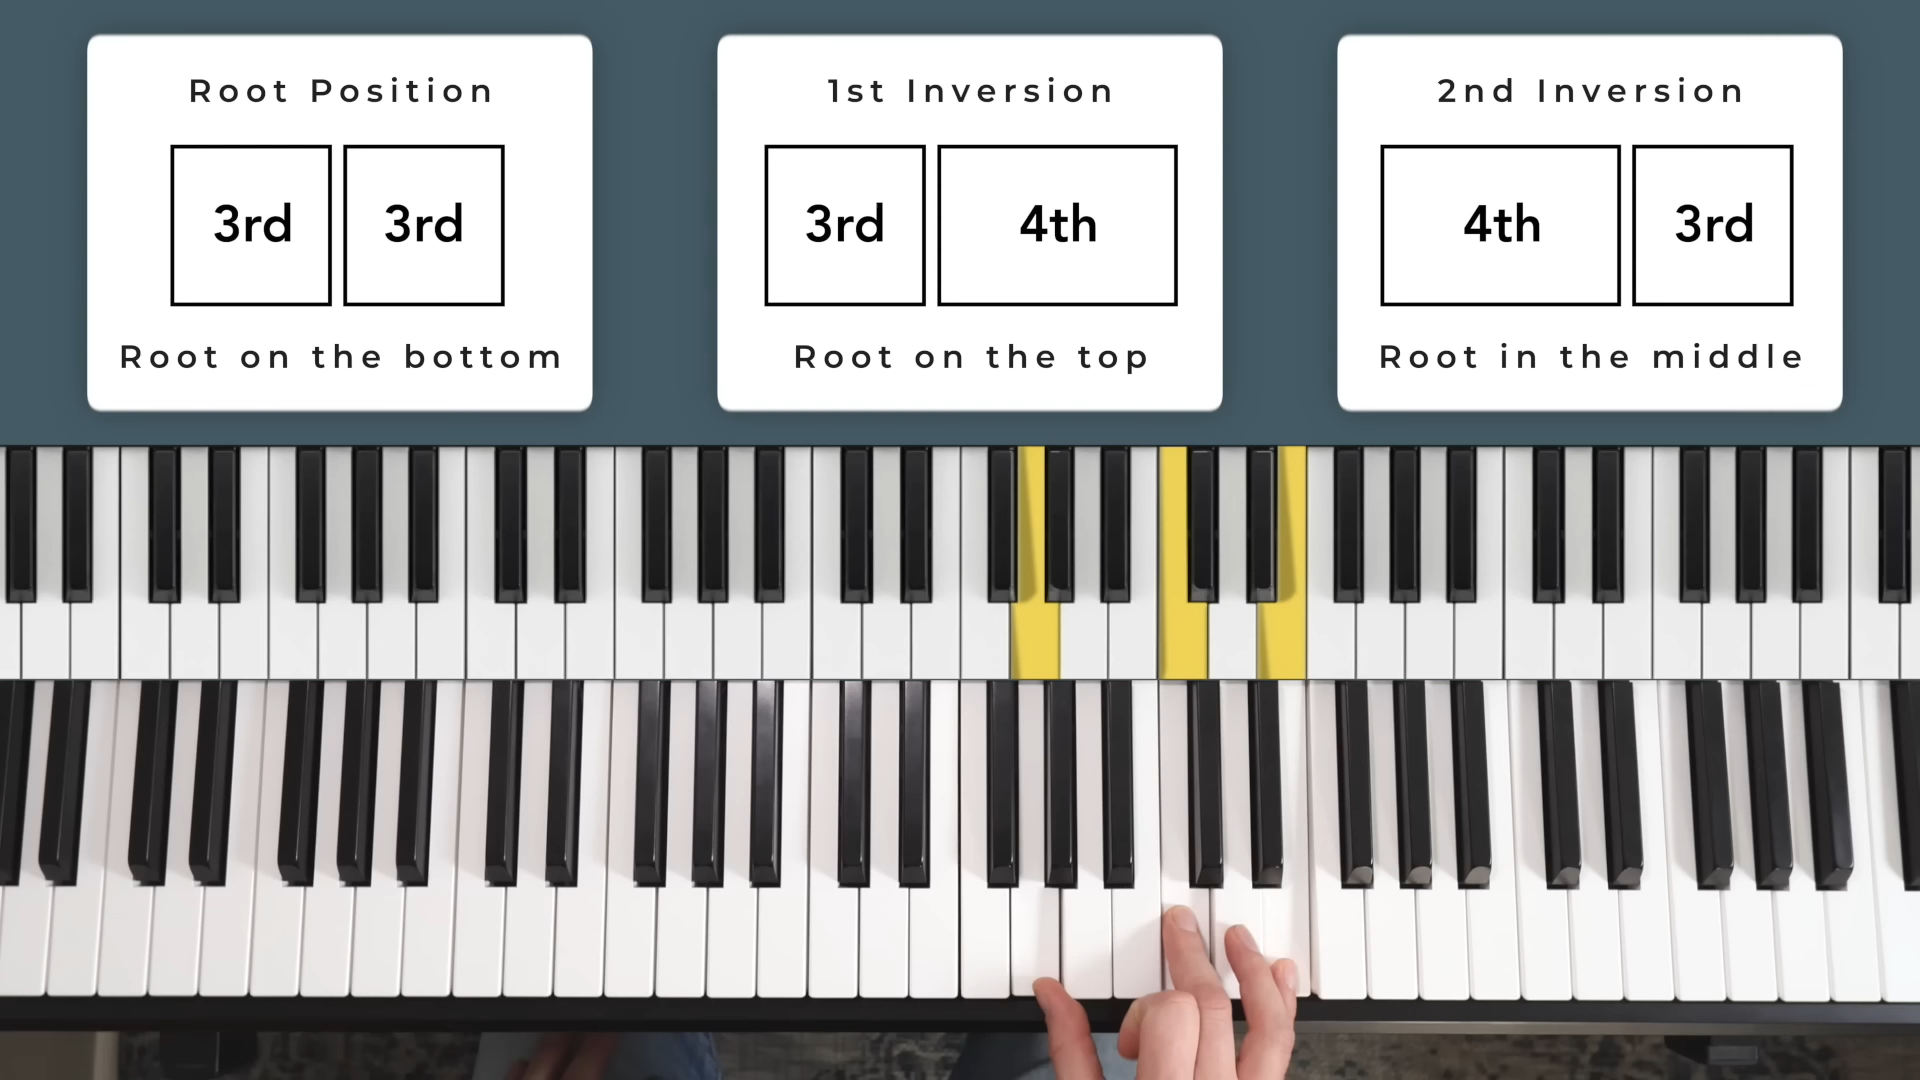 Root Position
3rd 3rd
Root on the bottom
1st Inversion
3rd 4th
Root on the top
2nd Inversion
4th 3rd
Root in the middle